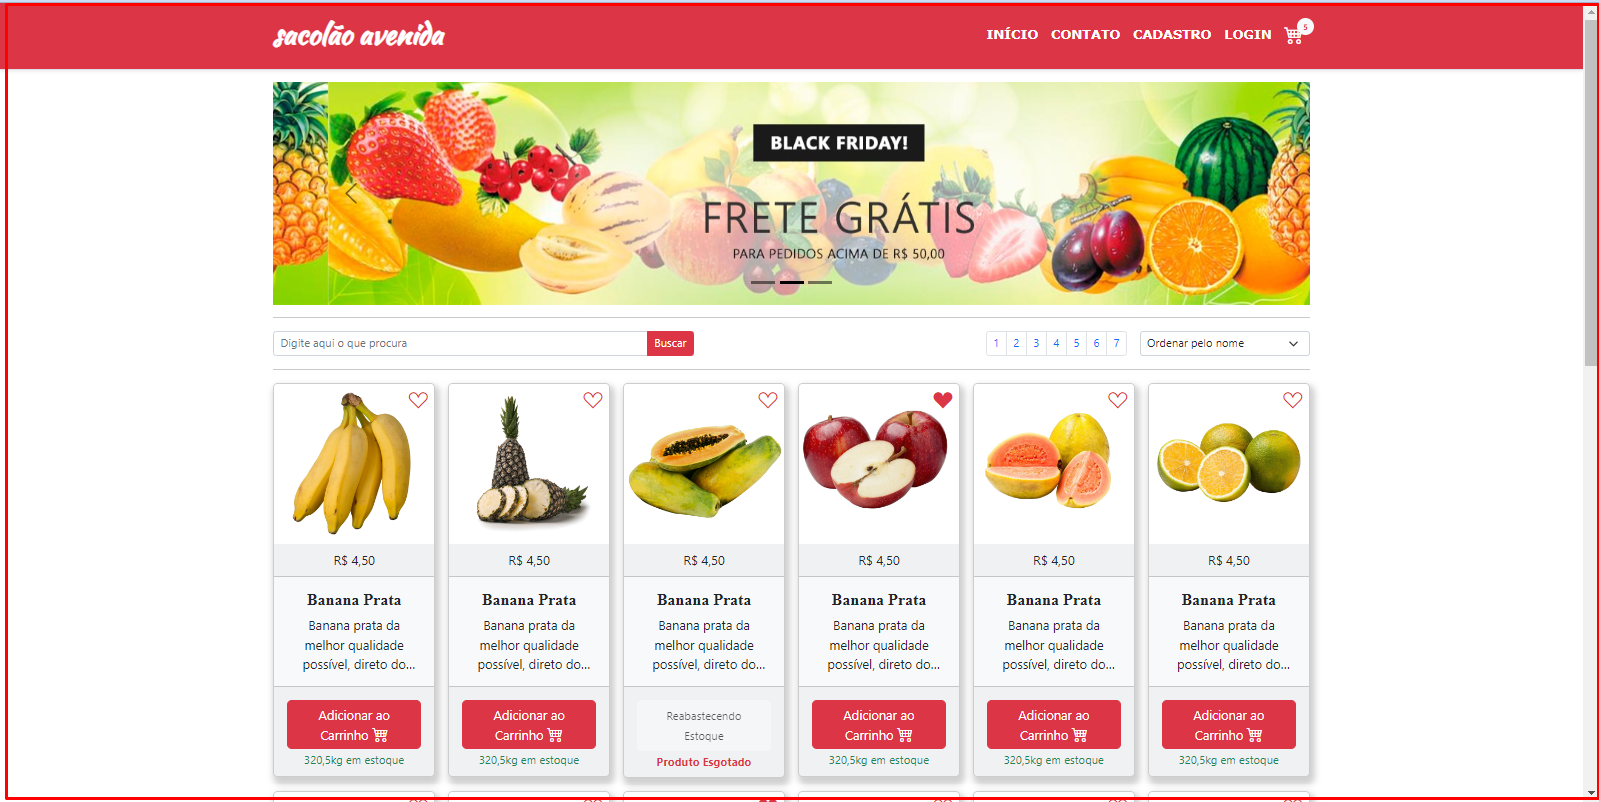 sacolão avenida
INÍCIO CONTATO CADASTRO LOGIN 5
BLACK FRIDAY!
FRETE GRÁTIS
PARA PEDIDOS ACIMA DE R$ 50,00
Digite aqui o que procura Buscar 1 2 3 4 5 6 7 Ordenar pelo nome
R$ 4,50 R$ 4,50 R$ 4,50 R$ 4,50 R$ 4,50 R$ 4,50
Banana Prata Banana Prata Banana Prata Banana Prata Banana Prata Banana Prata
Banana prata da Banana prata da Banana prata da Banana prata da Banana prata da Banana prata da
melhor qualidade melhor qualidade melhor qualidade melhor qualidade melhor qualidade melhor qualidade
possível, direto do... possível, direto do... possível, direto do... possível, direto do... possível, direto do... possível, direto do...
Adicionar ao Adicionar ao Reabastecendo Adicionar ao Adicionar ao Adicionar ao
Carrinho Carrinho Estoque Carrinho Carrinho Carrinho
320,5kg em estoque 320,5kg em estoque Produto Esgotado 320,5kg em estoque 320,5kg em estoque 320,5kg em estoque